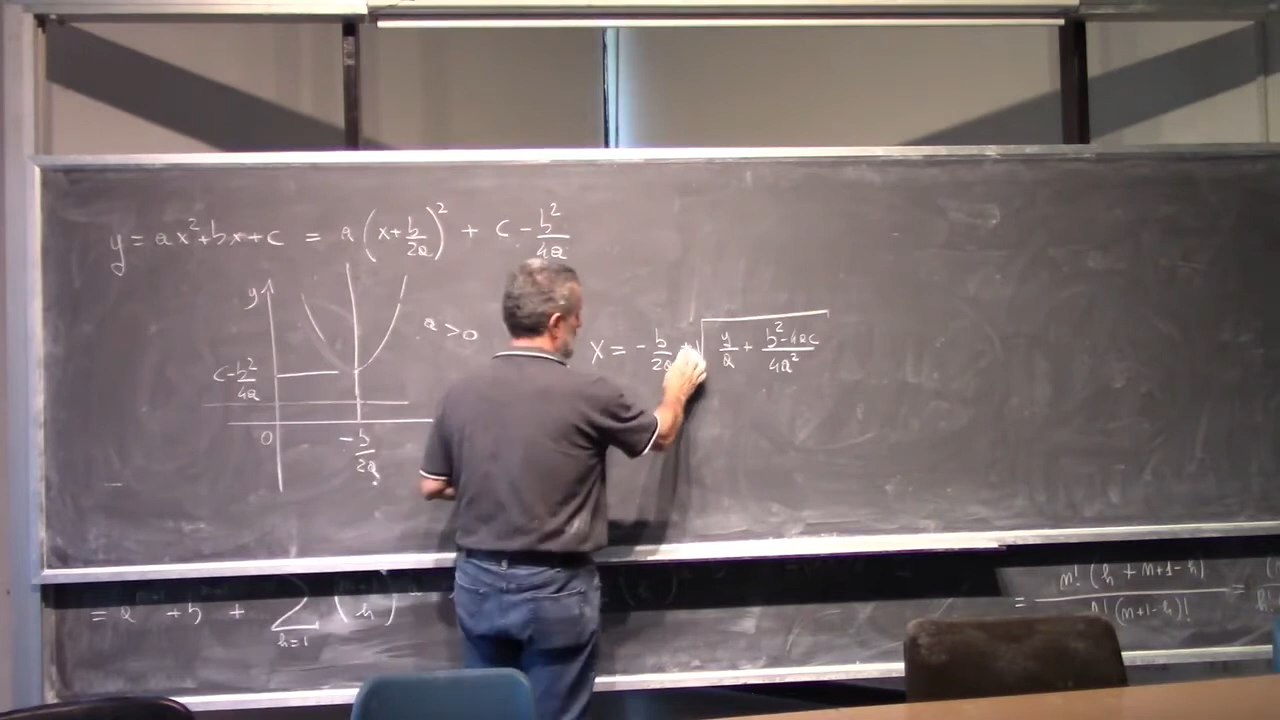 y = ax²+bx+c = a(x+b/2a)² + c - b²/4a
y
a>0
x = - b/2a + √(y/a + (b²-4ac)/4a²)
c-b²/4a
0
-b/2a
= a + b + ∑ h=1 ( h )
= n! (h + n+1-h) / h! (n+1-h)! =